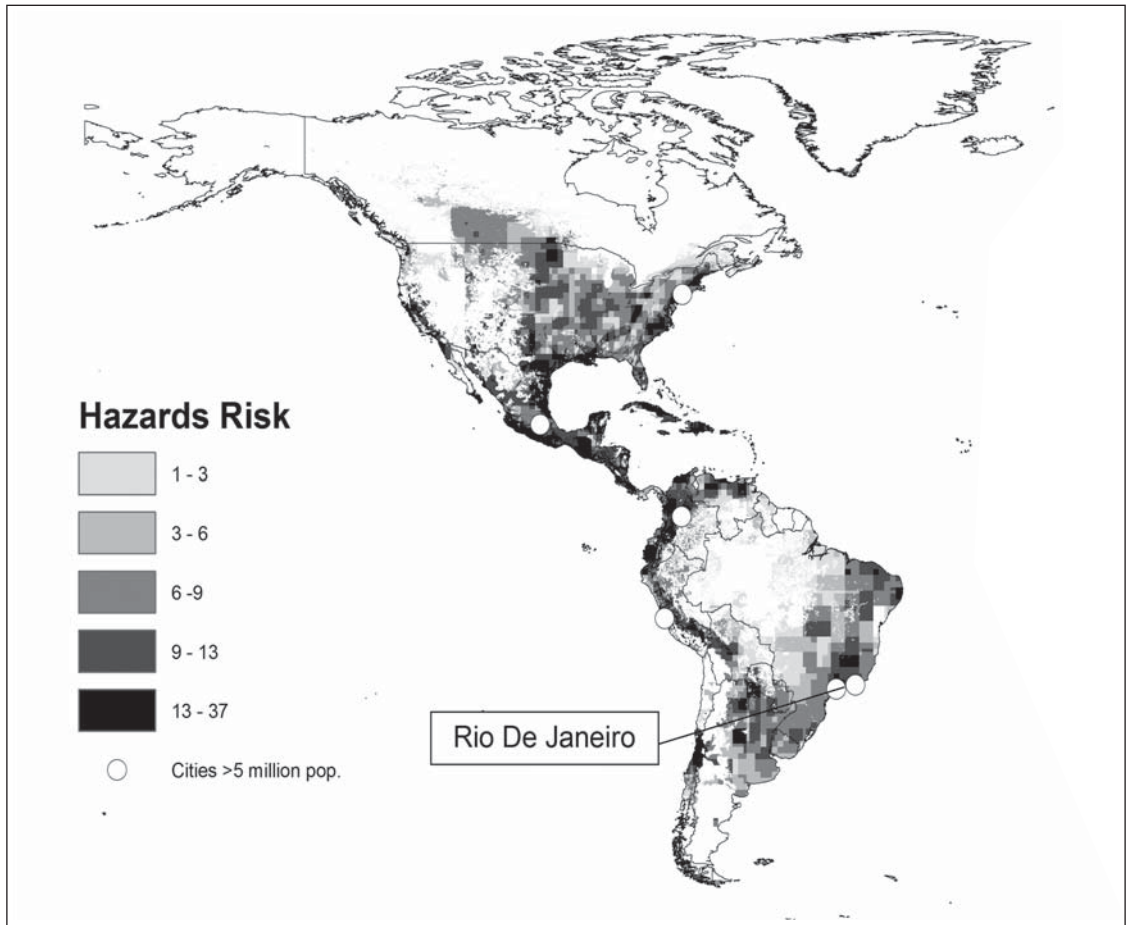 Hazards Risk
1 - 3
3 - 6
6 -9
9 - 13
13 - 37
Cities >5 million pop.
Rio De Janeiro